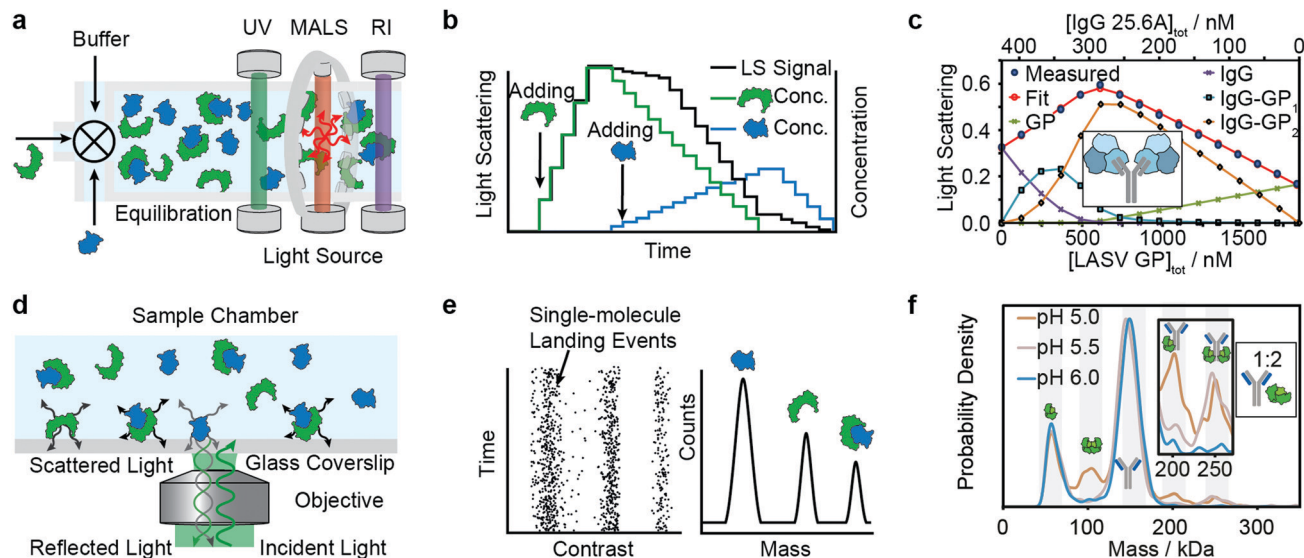 a
UV MALS RI
Buffer
Equilibration
Light Source
b
LS Signal
Conc.
Conc.
Adding
Adding
Light Scattering
Concentration
Time
c
[IgG 25.6A]tot / nM
400 300 200 100 0
Measured
Fit
GP
IgG
IgG-GP1
IgG-GP2
Light Scattering
0.6
0.4
0.2
0.0
0 500 1000 1500
[LASV GP]tot / nM
d
Sample Chamber
Scattered Light
Glass Coverslip
Objective
Reflected Light
Incident Light
e
Single-molecule
Landing Events
Time
Contrast
Counts
Mass
f
pH 5.0
pH 5.5
pH 6.0
1:2
200 250
Probability Density
0 100 200 300
Mass / kDa